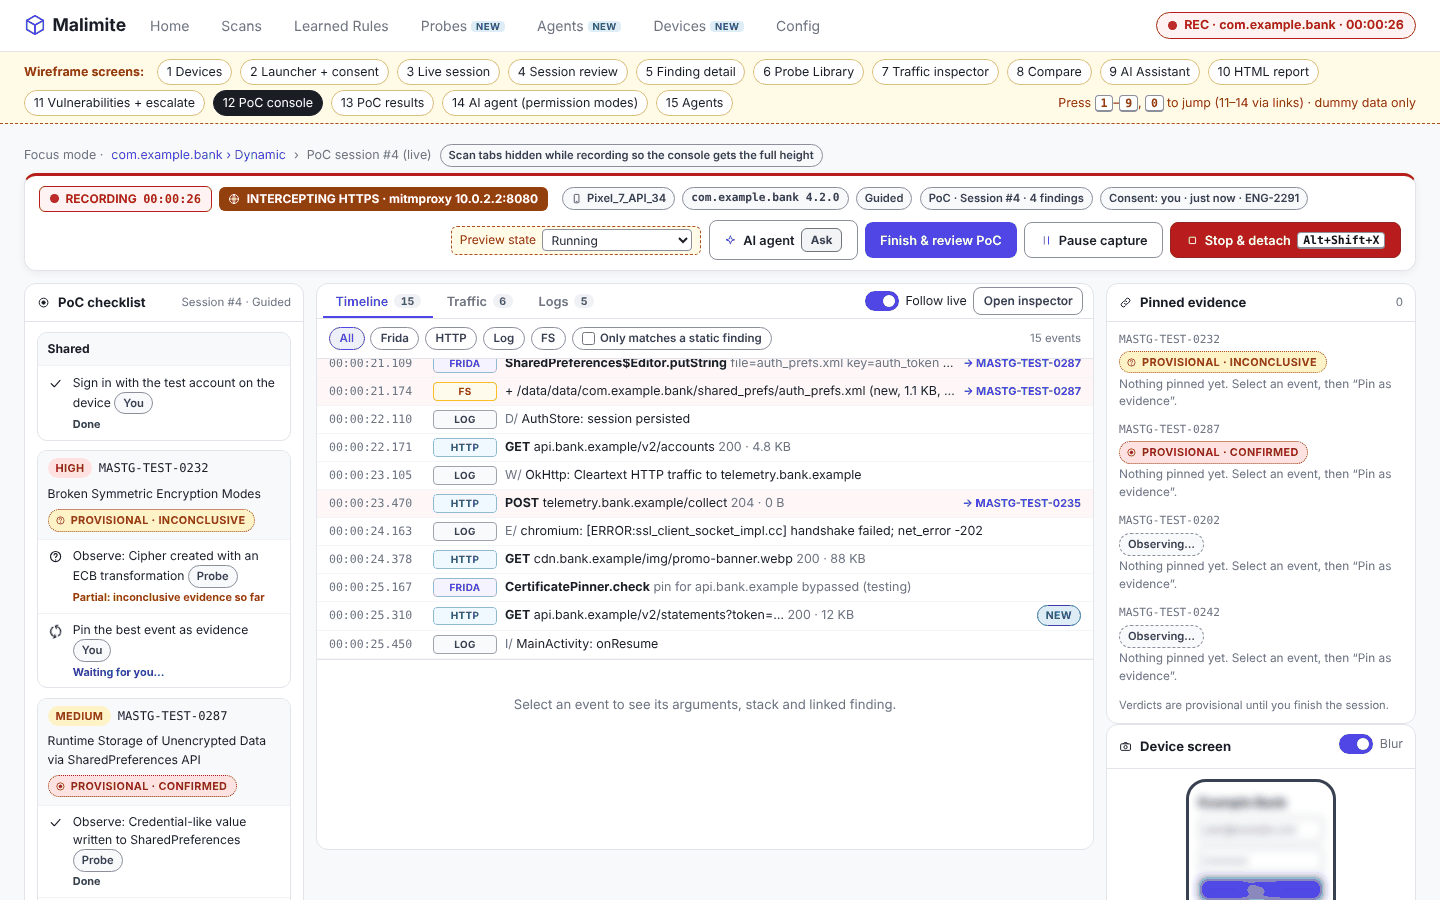 Malimite
Home
Scans
Learned Rules
Probes NEW
Agents NEW
Devices NEW
Config
REC · com.example.bank · 00:00:26
Wireframe screens:
1 Devices
2 Launcher + consent
3 Live session
4 Session review
5 Finding detail
6 Probe Library
7 Traffic inspector
8 Compare
9 AI Assistant
10 HTML report
11 Vulnerabilities + escalate
12 PoC console
13 PoC results
14 AI agent (permission modes)
15 Agents
Press 1–9, 0 to jump (11–14 via links) · dummy data only
Focus mode · com.example.bank › Dynamic › PoC session #4 (live)
Scan tabs hidden while recording so the console gets the full height
RECORDING 00:00:26
INTERCEPTING HTTPS · mitmproxy 10.0.2.2:8080
Pixel_7_API_34
com.example.bank 4.2.0
Guided
PoC · Session #4 · 4 findings
Consent: you · just now · ENG-2291
Preview state Running
AI agent Ask
Finish & review PoC
Pause capture
Stop & detach Alt+Shift+X
PoC checklist
Session #4 · Guided
Shared
Sign in with the test account on the
device You
Done
HIGH MASTG-TEST-0232
Broken Symmetric Encryption Modes
PROVISIONAL · INCONCLUSIVE
Observe: Cipher created with an
ECB transformation Probe
Partial: inconclusive evidence so far
Pin the best event as evidence
You
Waiting for you...
MEDIUM MASTG-TEST-0287
Runtime Storage of Unencrypted Data
via SharedPreferences API
PROVISIONAL · CONFIRMED
Observe: Credential-like value
written to SharedPreferences
Probe
Done
Timeline 15
Traffic 6
Logs 5
Follow live
Open inspector
All
Frida
HTTP
Log
FS
Only matches a static finding
15 events
00:00:21.109 FRIDA SharedPreferences$Editor.putString file=auth_prefs.xml key=auth_token ... → MASTG-TEST-0287
00:00:21.174 FS + /data/data/com.example.bank/shared_prefs/auth_prefs.xml (new, 1.1 KB, ... → MASTG-TEST-0287
00:00:22.110 LOG D/ AuthStore: session persisted
00:00:22.171 HTTP GET api.bank.example/v2/accounts 200 · 4.8 KB
00:00:23.105 LOG W/ OkHttp: Cleartext HTTP traffic to telemetry.bank.example
00:00:23.470 HTTP POST telemetry.bank.example/collect 204 · 0 B → MASTG-TEST-0235
00:00:24.163 LOG E/ chromium: [ERROR:ssl_client_socket_impl.cc] handshake failed; net_error -202
00:00:24.378 HTTP GET cdn.bank.example/img/promo-banner.webp 200 · 88 KB
00:00:25.167 FRIDA CertificatePinner.check pin for api.bank.example bypassed (testing)
00:00:25.310 HTTP GET api.bank.example/v2/statements?token=... 200 · 12 KB NEW
00:00:25.450 LOG I/ MainActivity: onResume
Select an event to see its arguments, stack and linked finding.
Pinned evidence
0
MASTG-TEST-0232
PROVISIONAL · INCONCLUSIVE
Nothing pinned yet. Select an event, then “Pin as
evidence”.
MASTG-TEST-0287
PROVISIONAL · CONFIRMED
Nothing pinned yet. Select an event, then “Pin as
evidence”.
MASTG-TEST-0202
Observing...
Nothing pinned yet. Select an event, then “Pin as
evidence”.
MASTG-TEST-0242
Observing...
Nothing pinned yet. Select an event, then “Pin as
evidence”.
Verdicts are provisional until you finish the session.
Device screen
Blur